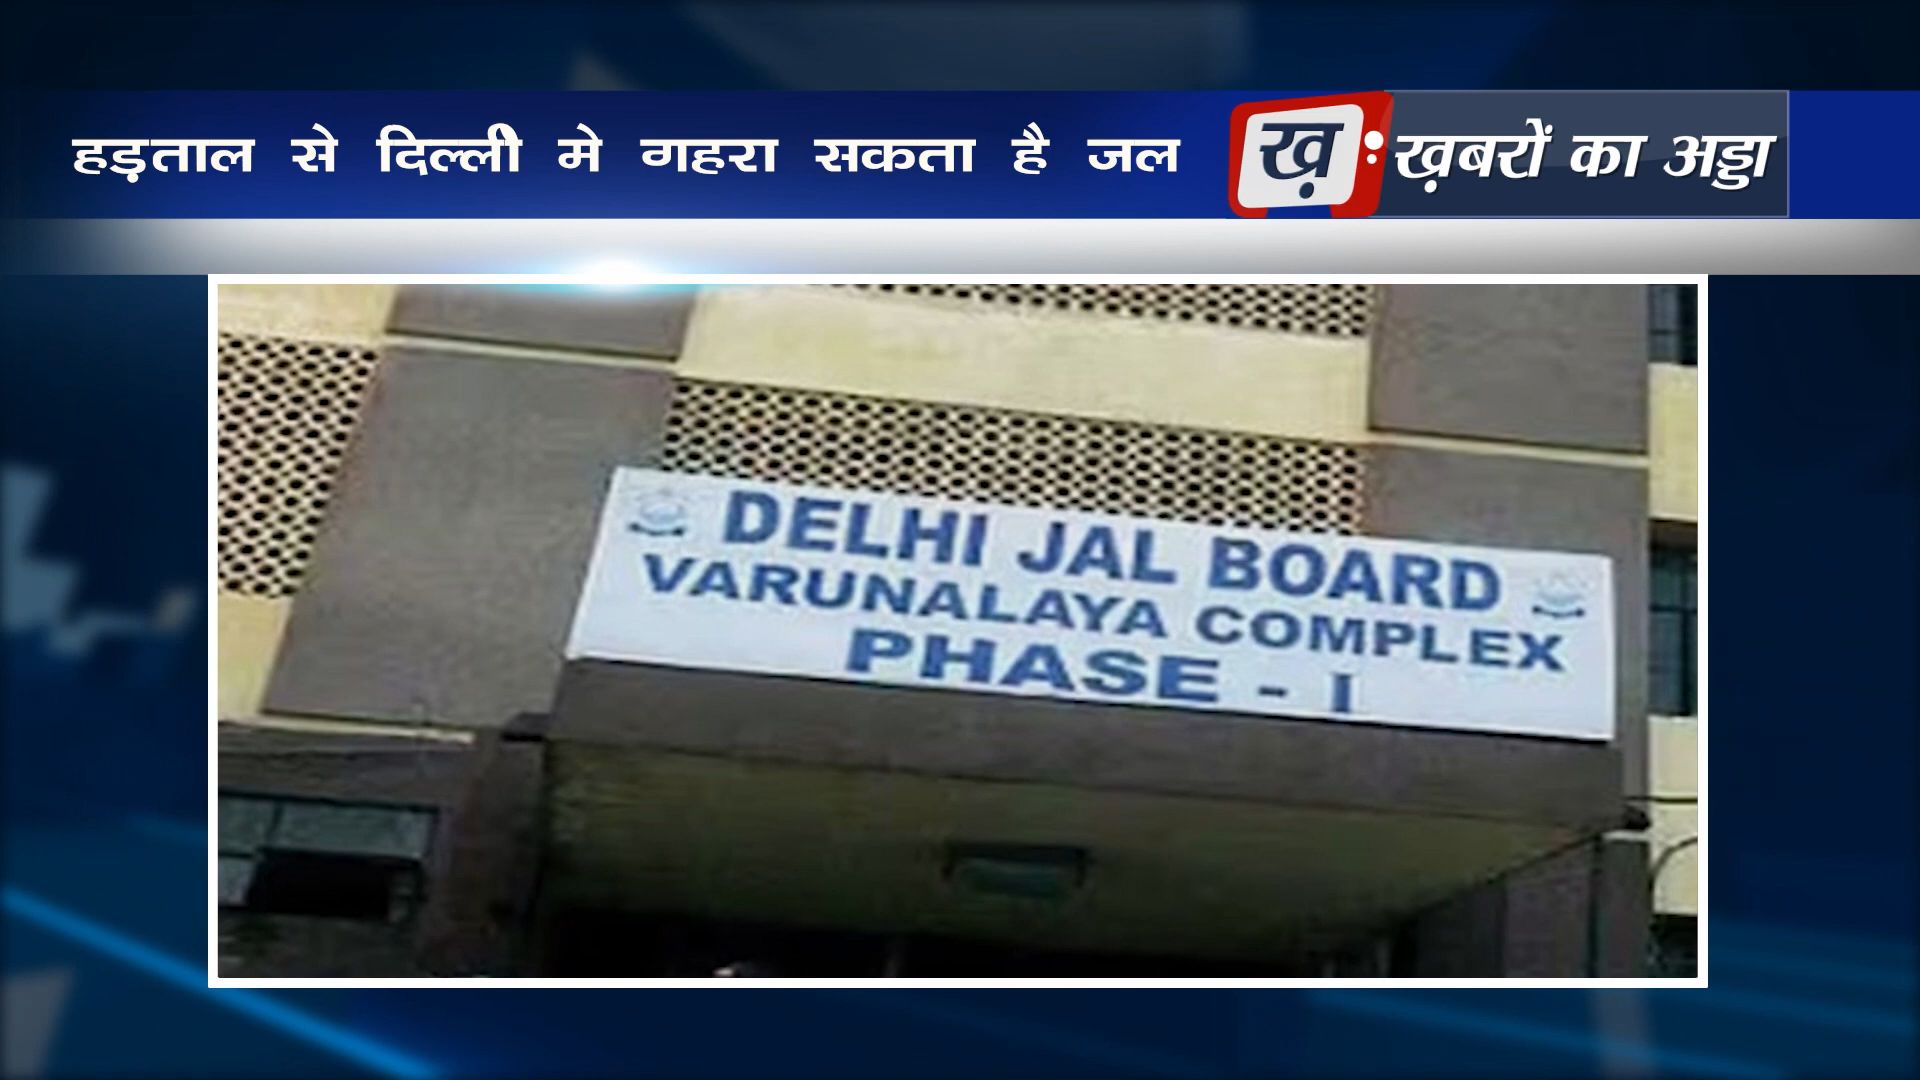 हड़ताल से दिल्ली मे गहरा सकता है जल
ख़: ख़बरों का अड्डा
DELHI JAL BOARD
VARUNALAYA COMPLEX
PHASE - I